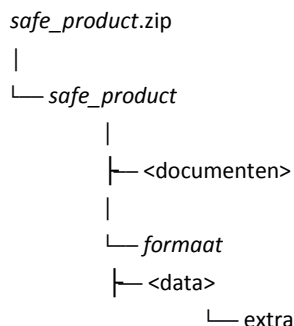 safe_product.zip
|
└── safe_product
|
├── <documenten>
|
└── formaat
├── <data>
└── extra